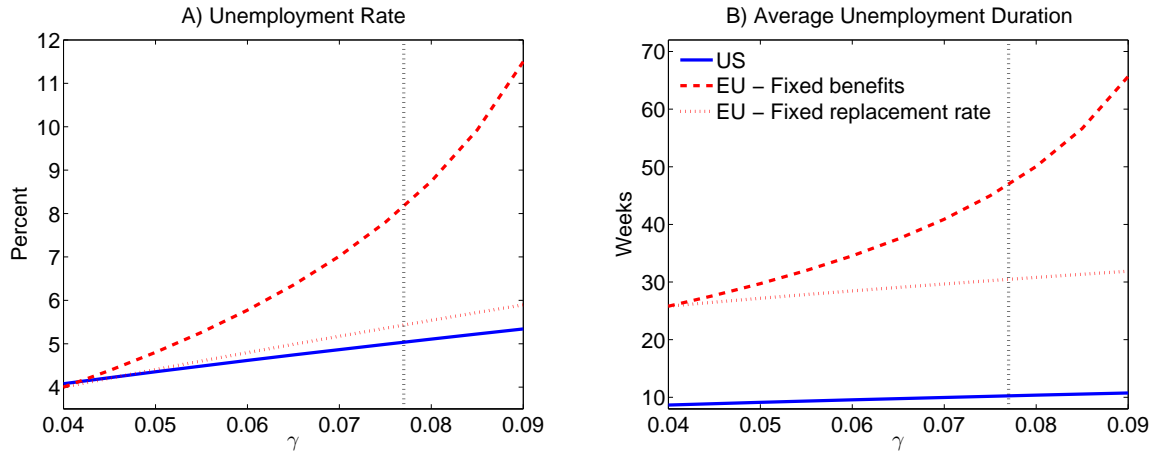 A) Unemployment Rate
12
11
10
9
8
7
6
5
4
Percent
0.04 0.05 0.06 0.07 0.08 0.09
γ
B) Average Unemployment Duration
US
EU − Fixed benefits
EU − Fixed replacement rate
70
60
50
40
30
20
10
Weeks
0.04 0.05 0.06 0.07 0.08 0.09
γ